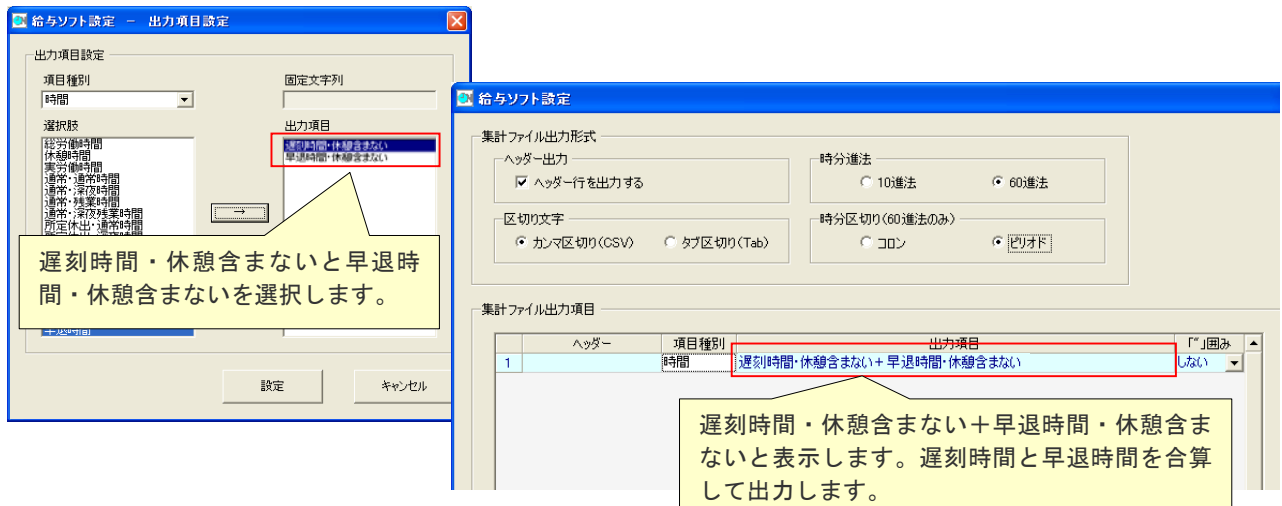 給与ソフト設定 － 出力項目設定
出力項目設定
項目種別
固定文字列
時間
選択肢
出力項目
総労働時間
休憩時間
実労働時間
通常・通常時間
通常・深夜時間
通常・残業時間
通常・深夜残業時間
所定休出・通常時間
遅刻時間・休憩含まない
早退時間・休憩含まない
→
遅刻時間・休憩含まないと早退時
間・休憩含まないを選択します。
早退時間
設定
キャンセル
給与ソフト設定
集計ファイル出力形式
ヘッダー出力
ヘッダー行を出力する
時分進法
10進法
60進法
区切り文字
カンマ区切り(CSV)
タブ区切り(Tab)
時分区切り(60進法のみ)
コロン
ピリオド
集計ファイル出力項目
ヘッダー
項目種別
出力項目
「"」囲み
1
時間
遅刻時間・休憩含まない+早退時間・休憩含まない
しない
遅刻時間・休憩含まない＋早退時間・休憩含ま
ないと表示します。遅刻時間と早退時間を合算
して出力します。